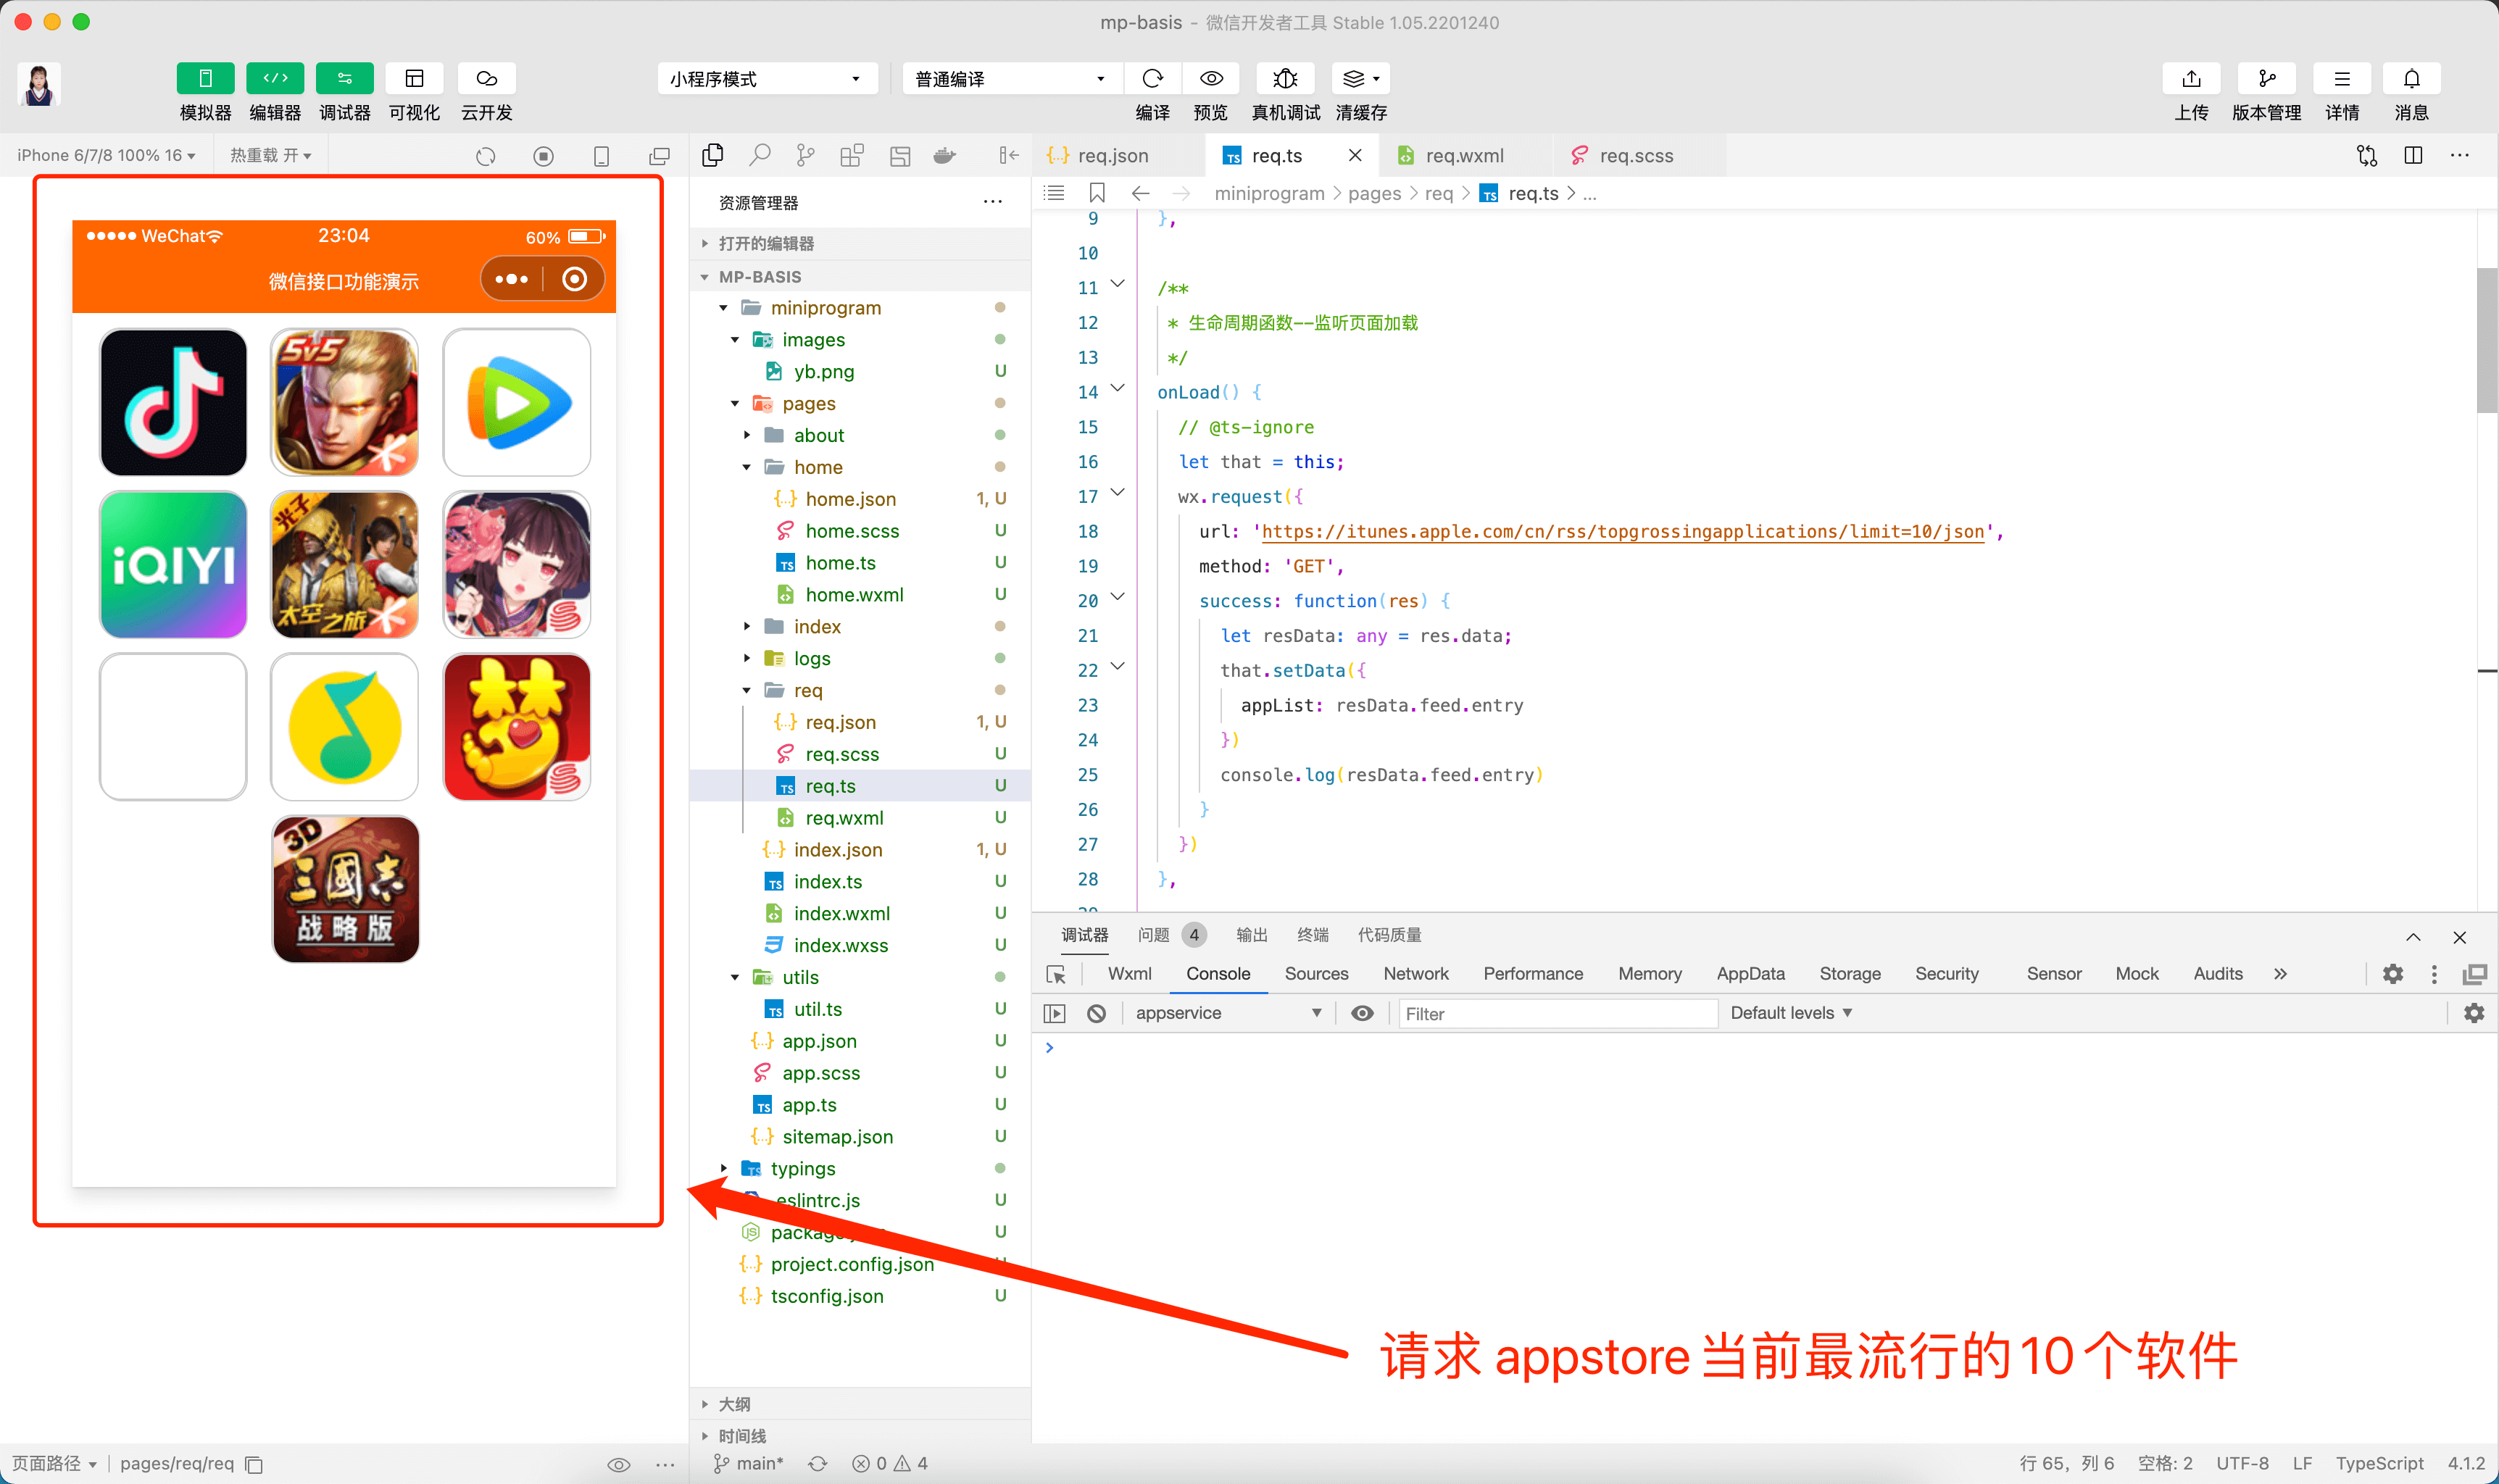 mp-basis - 微信开发者工具 Stable 1.05.2201240
模拟器 编辑器 调试器 可视化 云开发
小程序模式 普通编译
编译 预览 真机调试 清缓存
上传 版本管理 详情 消息
iPhone 6/7/8 100% 16 热重载 开
WeChat 23:04 60%
微信接口功能演示
5v5
iQIYI
光子
太空之旅
3D
三國志
战略版
资源管理器
打开的编辑器
MP-BASIS
miniprogram
images
yb.png U
pages
about
home
home.json 1, U
home.scss U
home.ts U
home.wxml U
index
logs
req
req.json 1, U
req.scss U
req.ts U
req.wxml U
index.json 1, U
index.ts U
index.wxml U
index.wxss U
utils
util.ts U
app.json U
app.scss U
app.ts U
sitemap.json U
typings
eslintrc.js U
package U
project.config.json
tsconfig.json U
大纲
时间线
req.json req.ts req.wxml req.scss
miniprogram > pages > req > req.ts > ...
9 },
10
11 /**
12 * 生命周期函数--监听页面加载
13 */
14 onLoad() {
15 // @ts-ignore
16 let that = this;
17 wx.request({
18 url: 'https://itunes.apple.com/cn/rss/topgrossingapplications/limit=10/json',
19 method: 'GET',
20 success: function(res) {
21 let resData: any = res.data;
22 that.setData({
23 appList: resData.feed.entry
24 })
25 console.log(resData.feed.entry)
26 }
27 })
28 },
调试器 问题 4 输出 终端 代码质量
Wxml Console Sources Network Performance Memory AppData Storage Security Sensor Mock Audits
appservice Filter Default levels
请求 appstore 当前最流行的10个软件
页面路径 pages/req/req
main* 0 4
行 65, 列 6 空格: 2 UTF-8 LF TypeScript 4.1.2